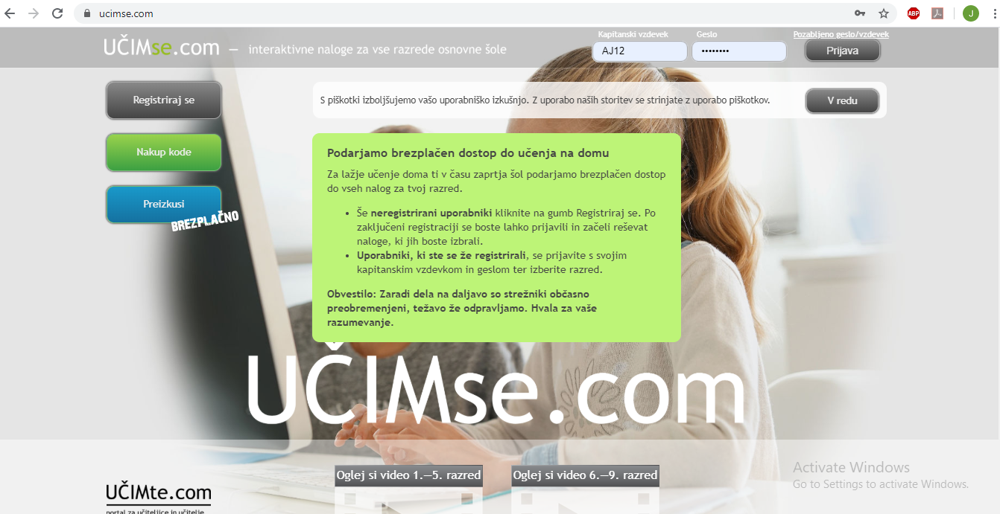 ucimse.com
ABP
J
UČIMse.com – interaktivne naloge za vse razrede osnovne šole
Kapitanski vzdevek
Geslo
Pozabljeno geslo/vzdevek
AJ12
••••••••
Prijava
Registriraj se
Nakup kode
Preizkusi
BREZPLAČNO
S piškotki izboljšujemo vašo uporabniško izkušnjo. Z uporabo naših storitev se strinjate z uporabo piškotkov.
V redu
Podarjamo brezplačen dostop do učenja na domu
Za lažje učenje doma ti v času zaprtja šol podarjamo brezplačen dostop
do vseh nalog za tvoj razred.
• Še neregistrirani uporabniki kliknite na gumb Registriraj se. Po
zaključeni registraciji se boste lahko prijavili in začeli reševat
naloge, ki jih boste izbrali.
• Uporabniki, ki ste se že registrirali, se prijavite s svojim
kapitanskim vzdevkom in geslom ter izberite razred.
Obvestilo: Zaradi dela na daljavo so strežniki občasno
preobremenjeni, težavo že odpravljamo. Hvala za vaše
razumevanje.
UČIMse.com
Oglej si video 1.–5. razred
Oglej si video 6.–9. razred
UČIMte.com
portal za učiteljice in učitelje
Activate Windows
Go to Settings to activate Windows.